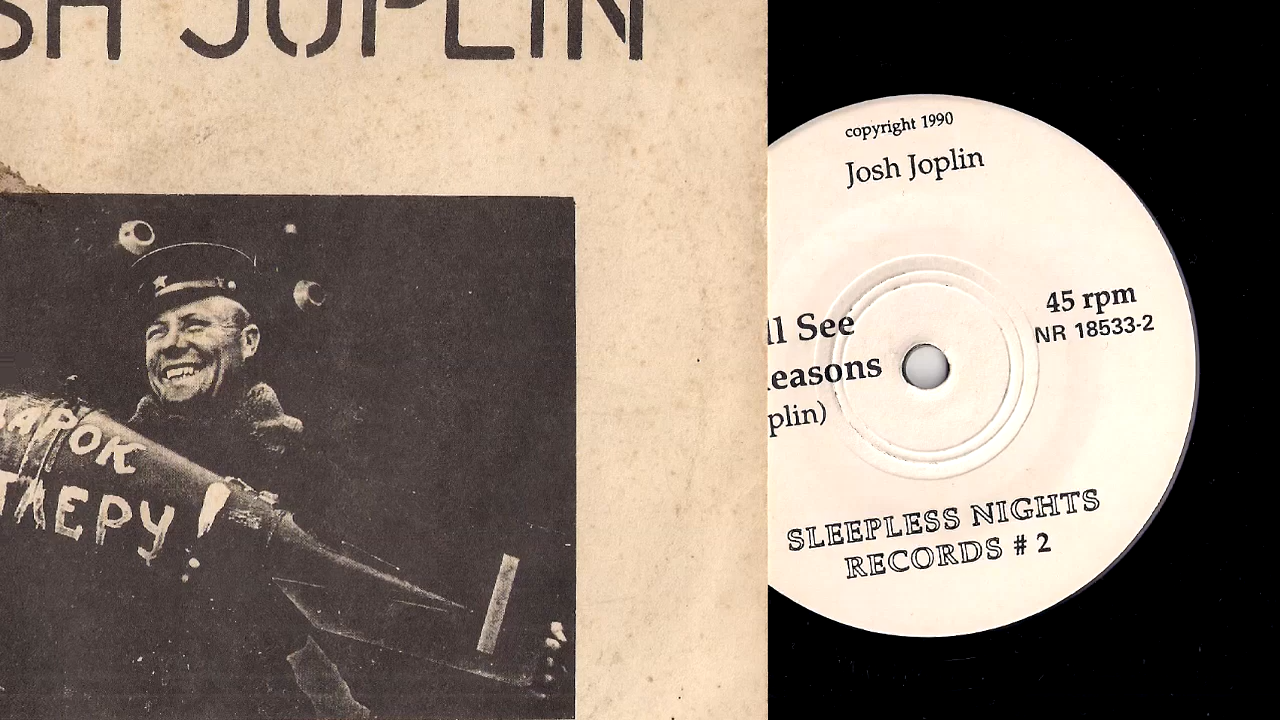 SH JOPLIN
АРОК
ТЛЕРУ!
copyright 1990
Josh Joplin
45 rpm
NR 18533-2
ll See
easons
plin)
SLEEPLESS NIGHTS
RECORDS # 2